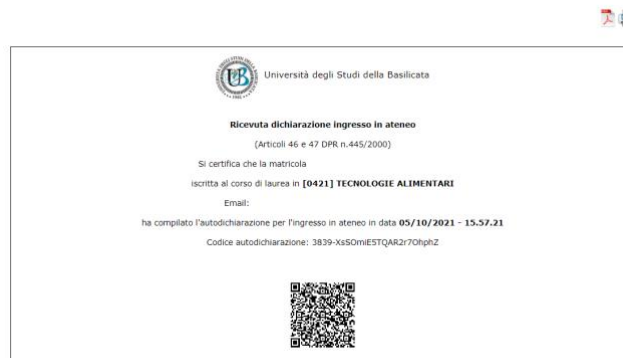 Università degli Studi della Basilicata
Ricevuta dichiarazione ingresso in ateneo
(Articoli 46 e 47 DPR n.445/2000)
Si certifica che la matricola
iscritta al corso di laurea in [0421] TECNOLOGIE ALIMENTARI
Email:
ha compilato l'autodichiarazione per l'ingresso in ateneo in data 05/10/2021 - 15.57.21
Codice autodichiarazione: 3839-XsSOmiESTQAR2r7OhphZ